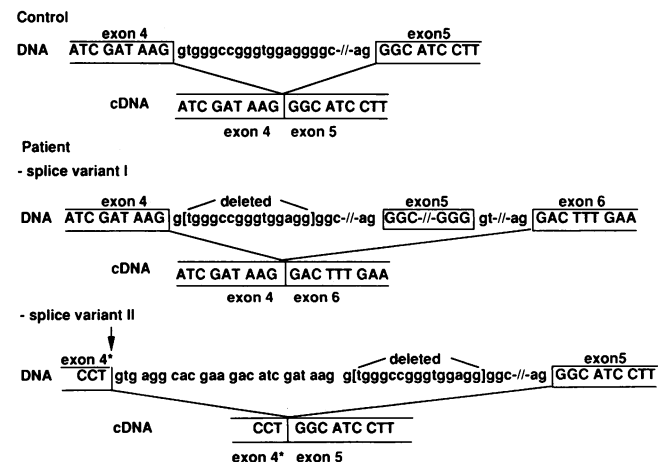 Control
exon 4 exon5
DNA ATC GAT AAG gtgggccgggtggaggggc-//-ag GGC ATC CTT
cDNA ATC GAT AAG GGC ATC CTT
exon 4 exon 5
Patient
- splice variant I
exon 4 deleted exon5 exon 6
DNA ATC GAT AAG g[tgggccgggtggagg]ggc-//-ag GGC-//-GGG gt-//-ag GAC TTT GAA
cDNA ATC GAT AAG GAC TTT GAA
exon 4 exon 6
- splice variant II
exon 4* deleted exon5
DNA CCT gtg agg cac gaa gac atc gat aag g[tgggccgggtggagg]ggc-//-ag GGC ATC CTT
cDNA CCT GGC ATC CTT
exon 4* exon 5